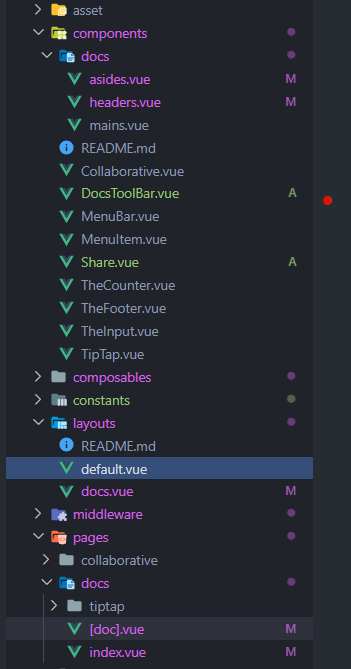 asset
components
docs
asides.vue M
headers.vue M
mains.vue
README.md
Collaborative.vue
DocsToolBar.vue A
MenuBar.vue
MenuItem.vue
Share.vue A
TheCounter.vue
TheFooter.vue
TheInput.vue
TipTap.vue
composables
constants
layouts
README.md
default.vue
docs.vue M
middleware
pages
collaborative
docs
tiptap
[doc].vue M
index.vue M